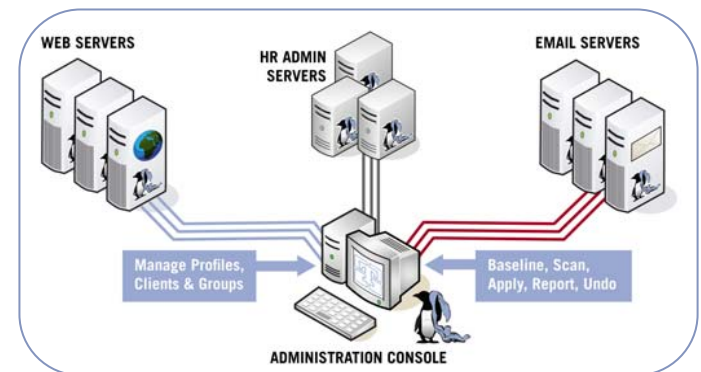 WEB SERVERS
HR ADMIN
SERVERS
EMAIL SERVERS
Manage Profiles,
Clients & Groups
Baseline, Scan,
Apply, Report, Undo
ADMINISTRATION CONSOLE